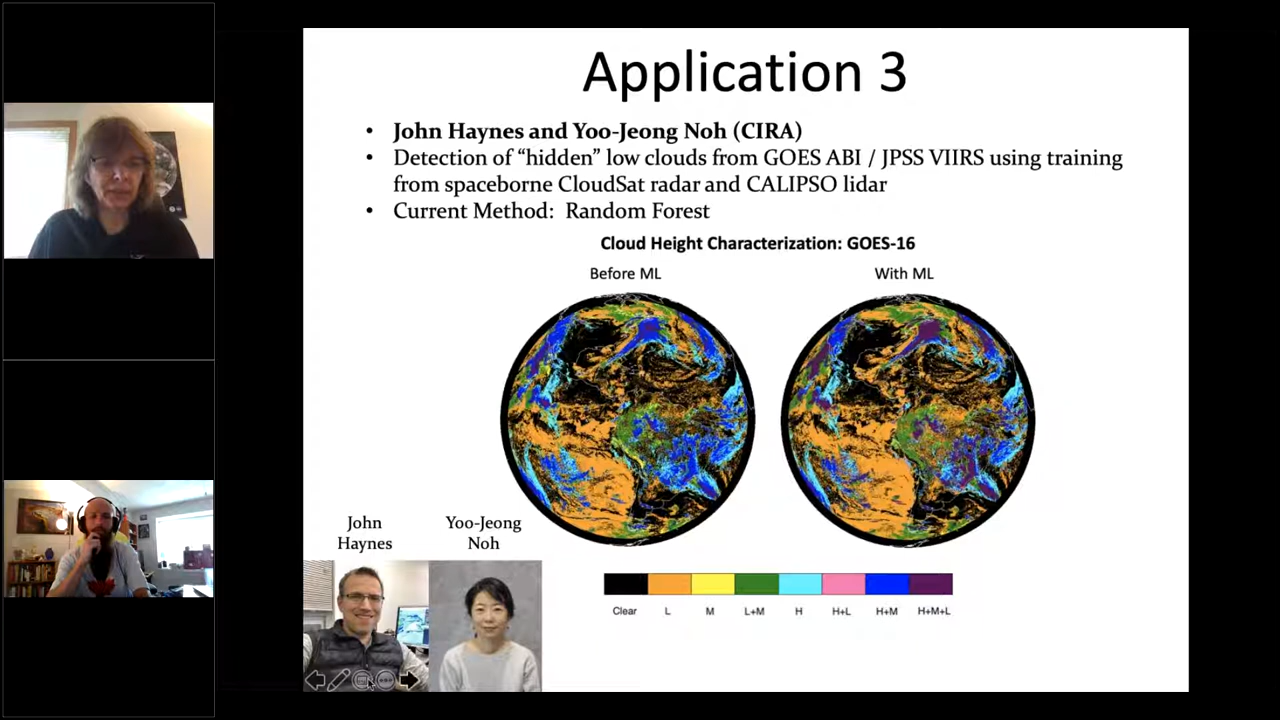 Application 3
• John Haynes and Yoo-Jeong Noh (CIRA)
• Detection of “hidden” low clouds from GOES ABI / JPSS VIIRS using training
from spaceborne CloudSat radar and CALIPSO lidar
• Current Method: Random Forest
Cloud Height Characterization: GOES-16
Before ML
With ML
John
Haynes
Yoo-Jeong
Noh
Clear L M L+M H H+L H+M H+M+L